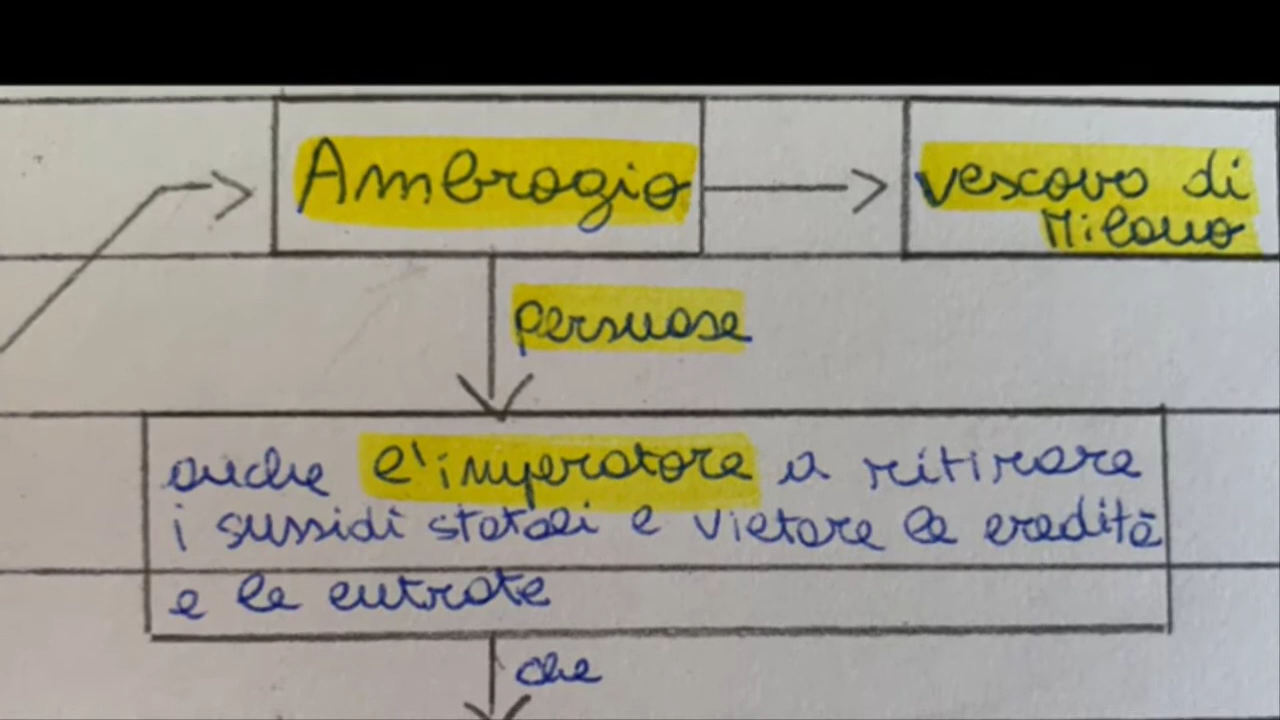 Ambrogio
vescovo di
Milano
persuase
anche l'imperatore a ritirare
i sussidi statali e vietare le eredità
e le entrate
che